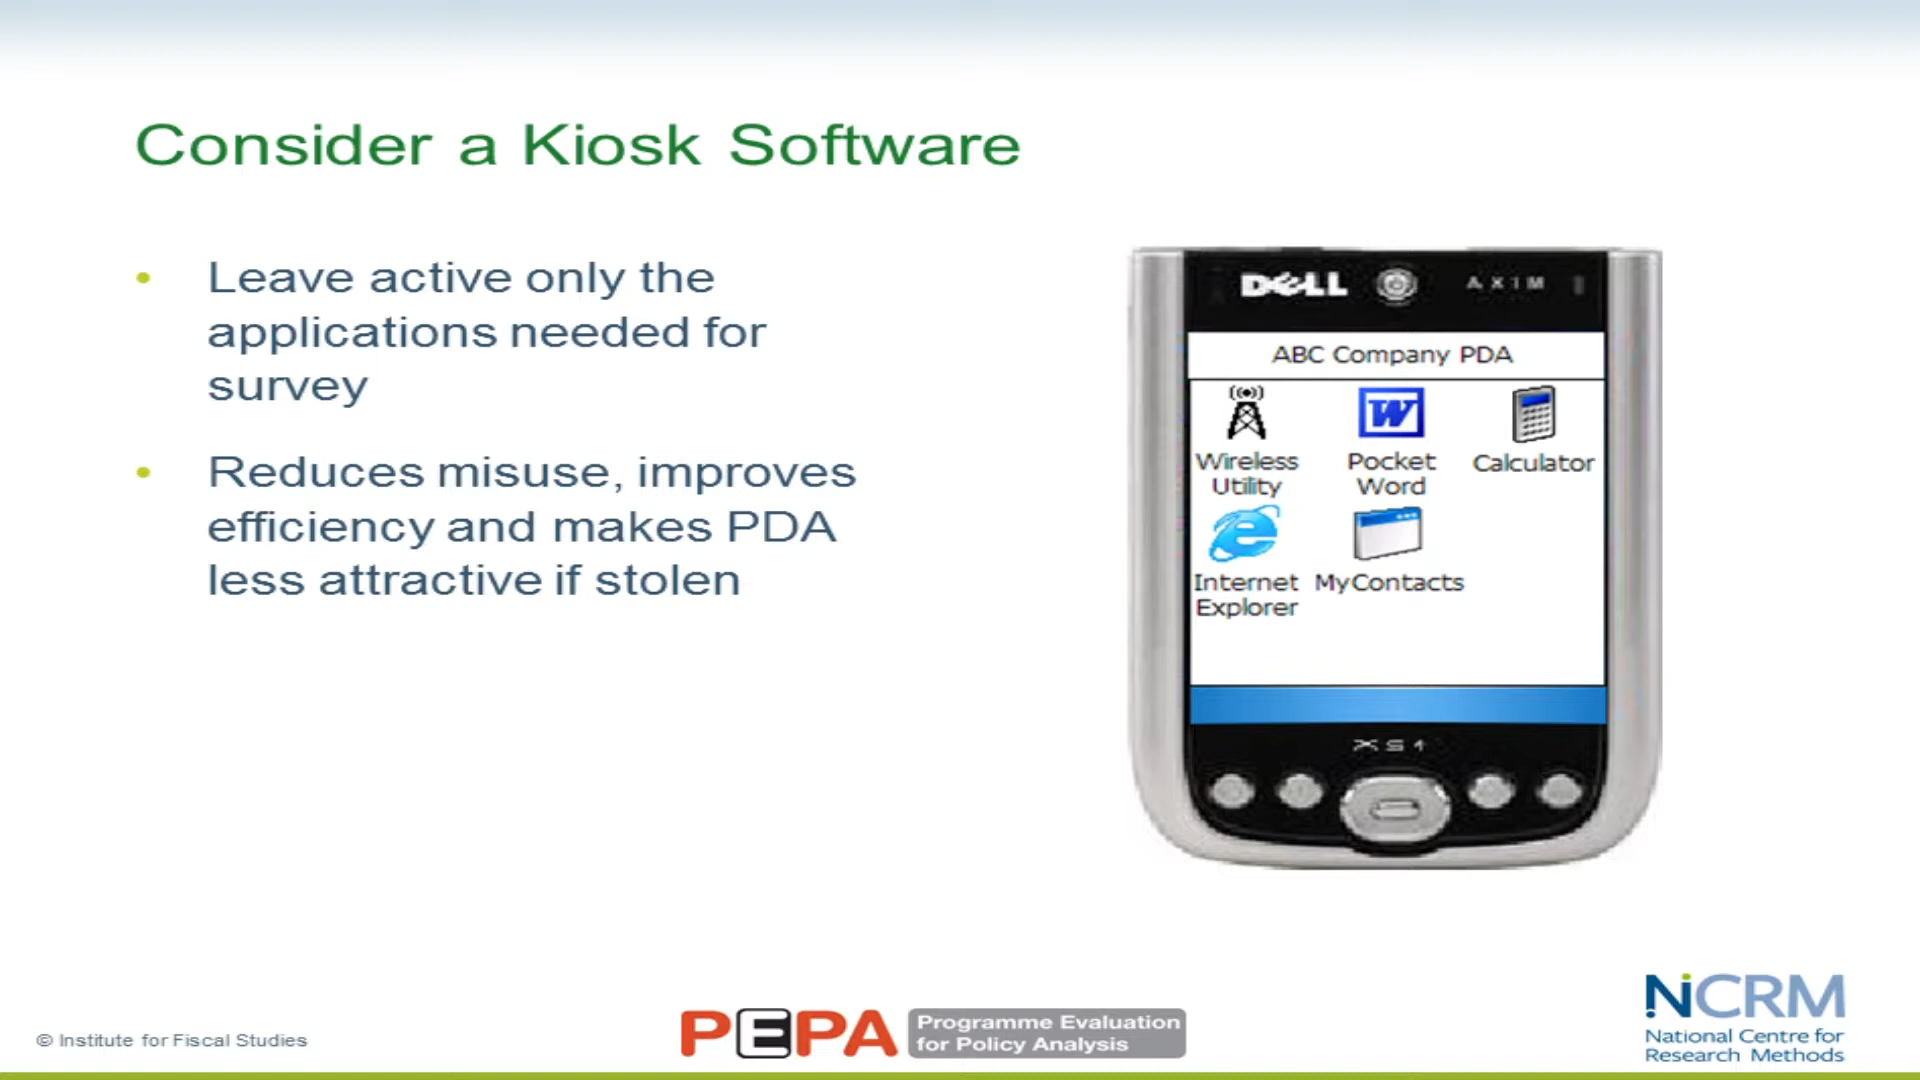 Consider a Kiosk Software
• Leave active only the
applications needed for
survey
• Reduces misuse, improves
efficiency and makes PDA
less attractive if stolen
DELL AXIM
ABC Company PDA
Wireless
Utility
Pocket
Word
Calculator
Internet
Explorer
MyContacts
X51
© Institute for Fiscal Studies
PEPA
Programme Evaluation
for Policy Analysis
NCRM
National Centre for
Research Methods